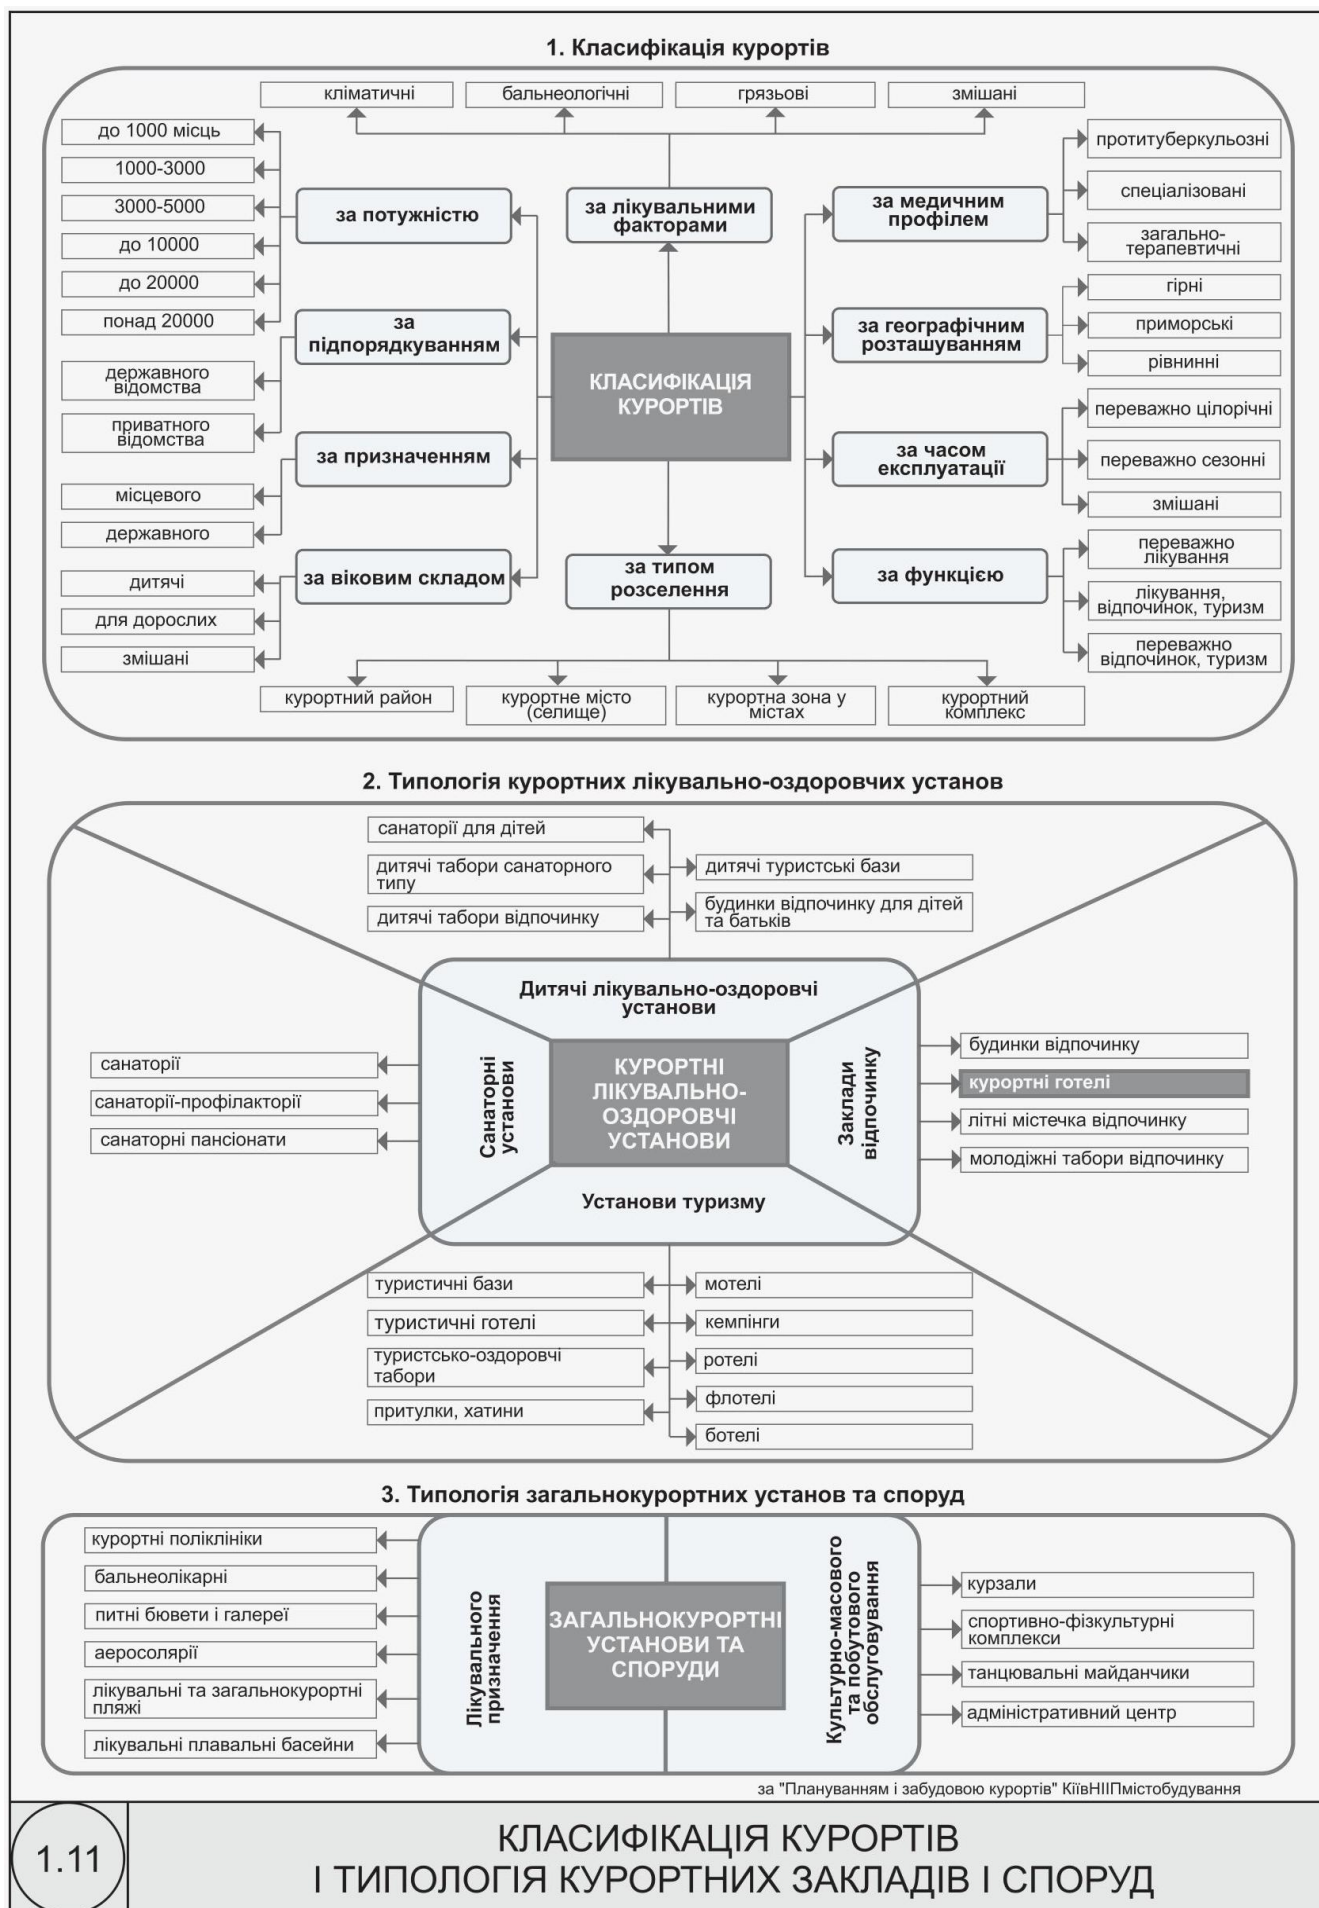 1. Класифікація курортів
кліматичні
бальнеологічні
грязьові
змішані
до 1000 місць
1000-3000
3000-5000
до 10000
до 20000
понад 20000
за потужністю
за лікувальними
факторами
за медичним
профілем
протитуберкульозні
спеціалізовані
загально-
терапевтичні
за
підпорядкуванням
державного
відомства
приватного
відомства
КЛАСИФІКАЦІЯ
КУРОРТІВ
за географічним
розташуванням
гірні
приморські
рівнинні
за призначенням
місцевого
державного
за часом
експлуатації
переважно цілорічні
переважно сезонні
змішані
за віковим складом
дитячі
для дорослих
змішані
за типом
розселення
за функцією
переважно
лікування
лікування,
відпочинок, туризм
переважно
відпочинок, туризм
курортний район
курортне місто
(селище)
курортна зона у
містах
курортний
комплекс
2. Типологія курортних лікувально-оздоровчих установ
санаторії для дітей
дитячі табори санаторного
типу
дитячі табори відпочинку
дитячі туристські бази
будинки відпочинку для дітей
та батьків
Дитячі лікувально-оздоровчі
установи
санаторії
санаторії-профілакторії
санаторні пансіонати
Санаторні
установи
КУРОРТНІ
ЛІКУВАЛЬНО-
ОЗДОРОВЧІ
УСТАНОВИ
Заклади
відпочинку
будинки відпочинку
курортні готелі
літні містечка відпочинку
молодіжні табори відпочинку
Установи туризму
туристичні бази
туристичні готелі
туристсько-оздоровчі
табори
притулки, хатини
мотелі
кемпінги
ротелі
флотелі
ботелі
3. Типологія загальнокурортних установ та споруд
курортні поліклініки
бальнеолікарні
питні бювети і галереї
аеросолярії
лікувальні та загальнокурортні
пляжі
лікувальні плавальні басейни
Лікувального
призначення
ЗАГАЛЬНОКУРОРТНІ
УСТАНОВИ ТА
СПОРУДИ
Культурно-масового
та побутового
обслуговування
курзали
спортивно-фізкультурні
комплекси
танцювальні майданчики
адміністративний центр
за "Плануванням і забудовою курортів" КіївНІІПмістобудування
1.11
КЛАСИФІКАЦІЯ КУРОРТІВ
І ТИПОЛОГІЯ КУРОРТНИХ ЗАКЛАДІВ І СПОРУД